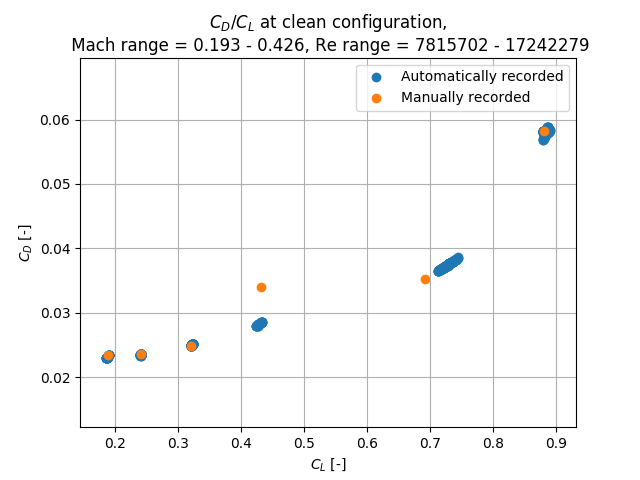 C_D/C_L at clean configuration,
Mach range = 0.193 - 0.426, Re range = 7815702 - 17242279
Automatically recorded
Manually recorded
0.06
0.05
0.04
0.03
0.02
C_D [-]
0.2 0.3 0.4 0.5 0.6 0.7 0.8 0.9
C_L [-]